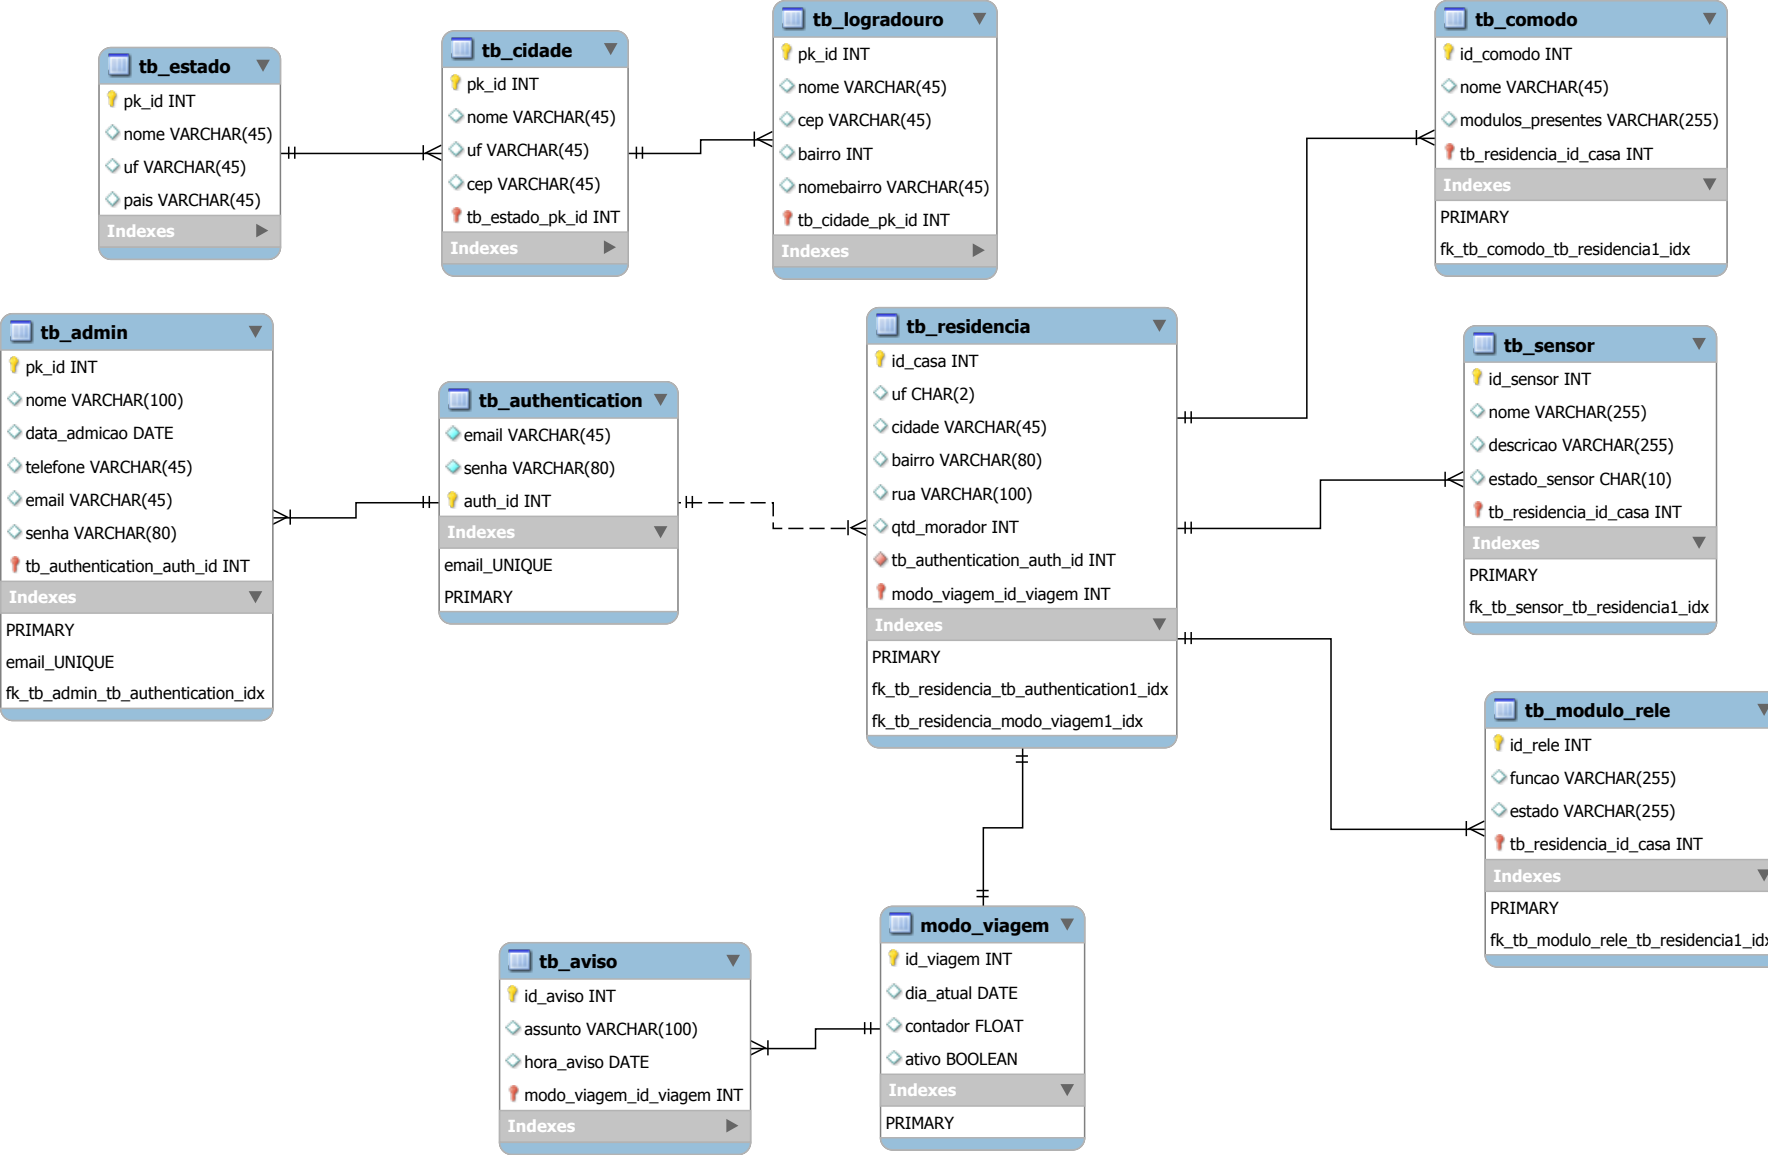 tb_estado
pk_id INT
nome VARCHAR(45)
uf VARCHAR(45)
pais VARCHAR(45)
Indexes
tb_cidade
pk_id INT
nome VARCHAR(45)
uf VARCHAR(45)
cep VARCHAR(45)
tb_estado_pk_id INT
Indexes
tb_logradouro
pk_id INT
nome VARCHAR(45)
cep VARCHAR(45)
bairro INT
nomebairro VARCHAR(45)
tb_cidade_pk_id INT
Indexes
tb_comodo
id_comodo INT
nome VARCHAR(45)
modulos_presentes VARCHAR(255)
tb_residencia_id_casa INT
Indexes
PRIMARY
fk_tb_comodo_tb_residencia1_idx
tb_admin
pk_id INT
nome VARCHAR(100)
data_admicao DATE
telefone VARCHAR(45)
email VARCHAR(45)
senha VARCHAR(80)
tb_authentication_auth_id INT
Indexes
PRIMARY
email_UNIQUE
fk_tb_admin_tb_authentication_idx
tb_authentication
email VARCHAR(45)
senha VARCHAR(80)
auth_id INT
Indexes
email_UNIQUE
PRIMARY
tb_residencia
id_casa INT
uf CHAR(2)
cidade VARCHAR(45)
bairro VARCHAR(80)
rua VARCHAR(100)
qtd_morador INT
tb_authentication_auth_id INT
modo_viagem_id_viagem INT
Indexes
PRIMARY
fk_tb_residencia_tb_authentication1_idx
fk_tb_residencia_modo_viagem1_idx
tb_sensor
id_sensor INT
nome VARCHAR(255)
descricao VARCHAR(255)
estado_sensor CHAR(10)
tb_residencia_id_casa INT
Indexes
PRIMARY
fk_tb_sensor_tb_residencia1_idx
tb_modulo_rele
id_rele INT
funcao VARCHAR(255)
estado VARCHAR(255)
tb_residencia_id_casa INT
Indexes
PRIMARY
fk_tb_modulo_rele_tb_residencia1_idx
tb_aviso
id_aviso INT
assunto VARCHAR(100)
hora_aviso DATE
modo_viagem_id_viagem INT
Indexes
modo_viagem
id_viagem INT
dia_atual DATE
contador FLOAT
ativo BOOLEAN
Indexes
PRIMARY